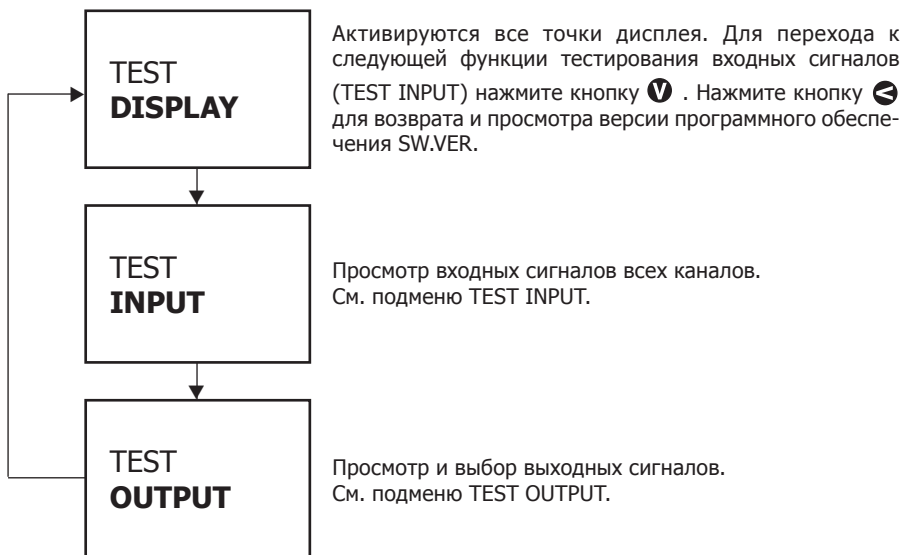 TEST
DISPLAY
Активируются все точки дисплея. Для перехода к
следующей функции тестирования входных сигналов
(TEST INPUT) нажмите кнопку V . Нажмите кнопку <
для возврата и просмотра версии программного обеспе-
чения SW.VER.
TEST
INPUT
Просмотр входных сигналов всех каналов.
См. подменю TEST INPUT.
TEST
OUTPUT
Просмотр и выбор выходных сигналов.
См. подменю TEST OUTPUT.